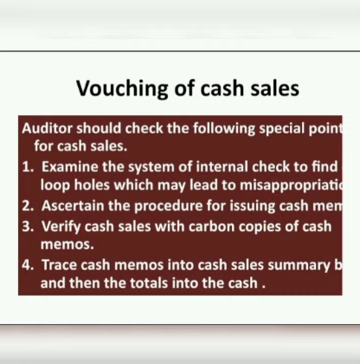 Vouching of cash sales
Auditor should check the following special point
for cash sales.
1. Examine the system of internal check to find
loop holes which may lead to misappropriatio
2. Ascertain the procedure for issuing cash mem
3. Verify cash sales with carbon copies of cash
memos.
4. Trace cash memos into cash sales summary b
and then the totals into the cash .